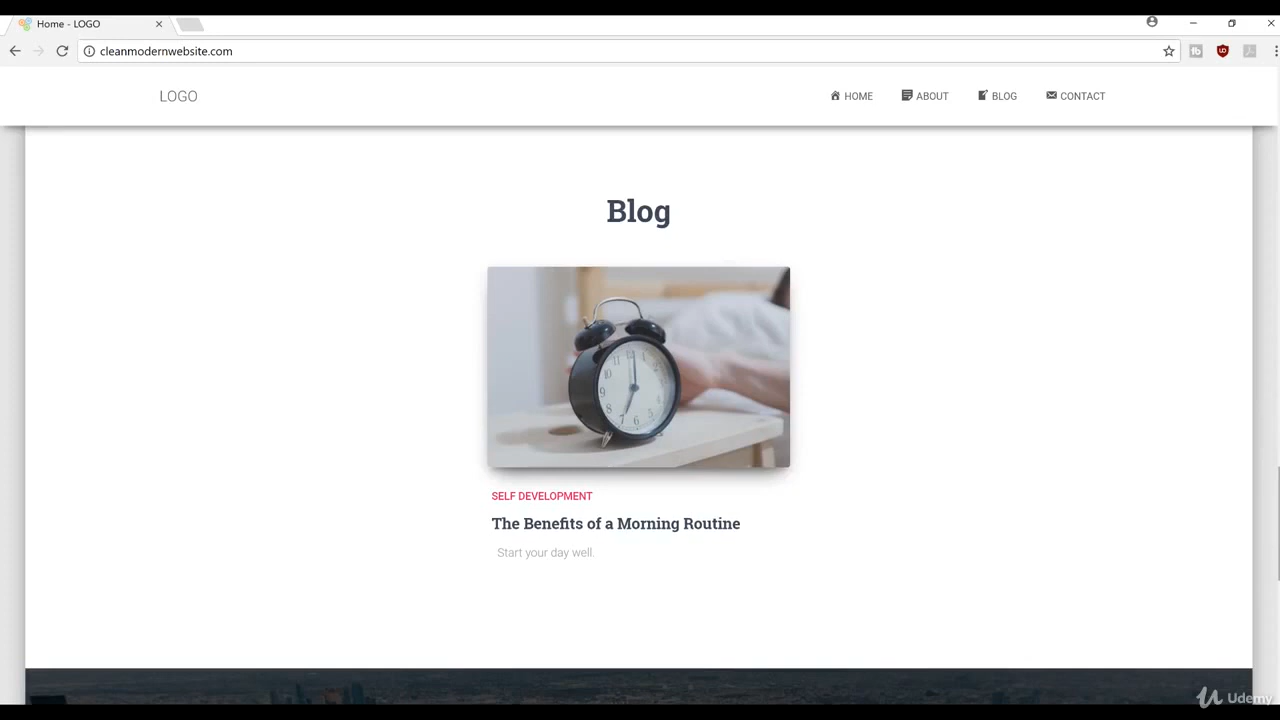 Home - LOGO
cleanmodernwebsite.com
LOGO
HOME ABOUT BLOG CONTACT
Blog
SELF DEVELOPMENT
The Benefits of a Morning Routine
Start your day well.
Udemy